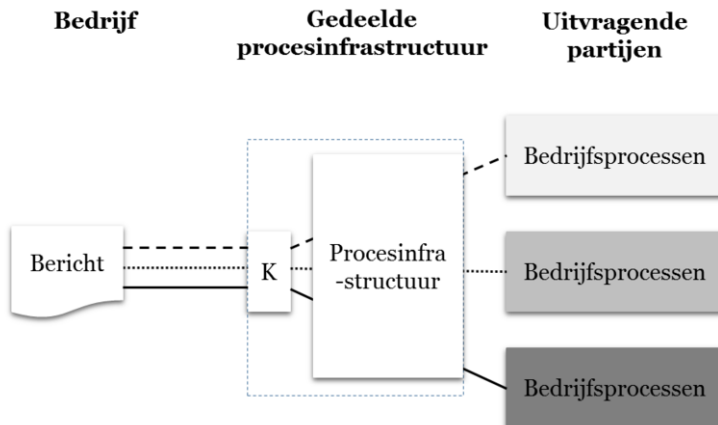 Bedrijf
Gedeelde
procesinfrastructuur
Uitvragende
partijen
Bericht
K
Procesinfra
-structuur
Bedrijfsprocessen
Bedrijfsprocessen
Bedrijfsprocessen